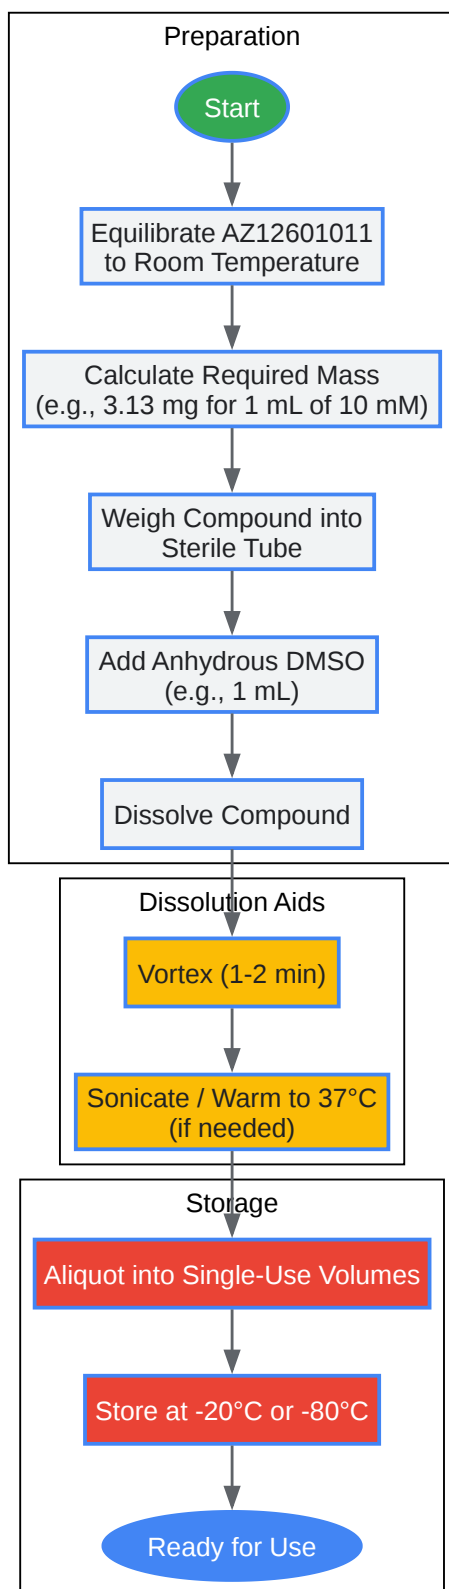 Preparation
Start
Equilibrate AZ12601011
to Room Temperature
Calculate Required Mass
(e.g., 3.13 mg for 1 mL of 10 mM)
Weigh Compound into
Sterile Tube
Add Anhydrous DMSO
(e.g., 1 mL)
Dissolve Compound
Dissolution Aids
Vortex (1-2 min)
Sonicate / Warm to 37°C
(if needed)
Storage
Aliquot into Single-Use Volumes
Store at -20°C or -80°C
Ready for Use